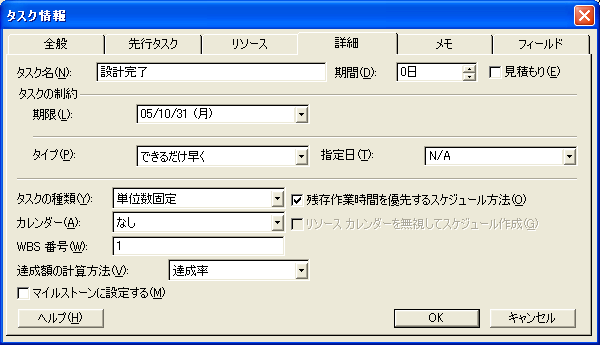 タスク情報
全般 先行タスク リソース 詳細 メモ フィールド
タスク名(N): 設計完了 期間(D): 0日 見積もり(E)
タスクの制約
期限(L): 05/10/31 (月)
タイプ(P): できるだけ早く 指定日(T): N/A
タスクの種類(Y): 単位数固定 残存作業時間を優先するスケジュール方法(O)
カレンダー(A): なし リソース カレンダーを無視してスケジュール作成(G)
WBS 番号(W): 1
達成額の計算方法(V): 達成率
マイルストーンに設定する(M)
ヘルプ(H) OK キャンセル